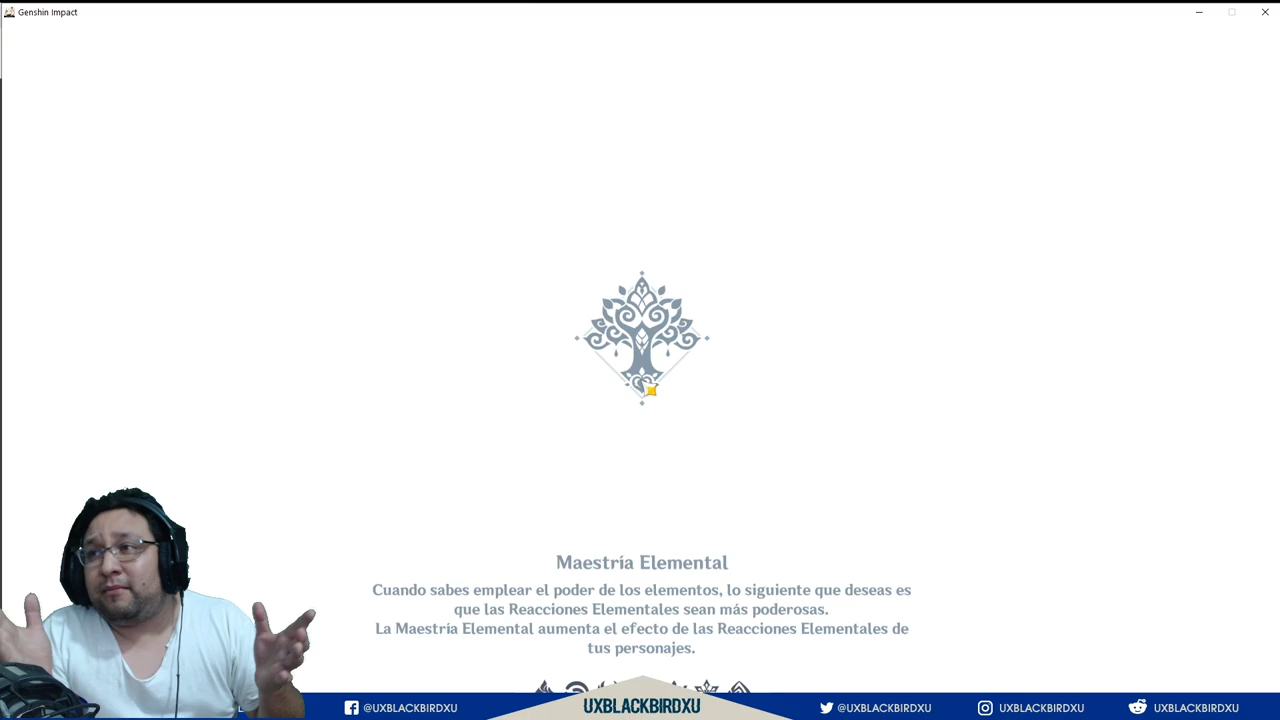 Genshin Impact
Maestría Elemental
Cuando sabes emplear el poder de los elementos, lo siguiente que deseas es
que las Reacciones Elementales sean más poderosas.
La Maestría Elemental aumenta el efecto de las Reacciones Elementales de
tus personajes.
@UXBLACKBIRDXU
UXBLACKBIRDXU
@UXBLACKBIRDXU
UXBLACKBIRDXU
UXBLACKBIRDXU